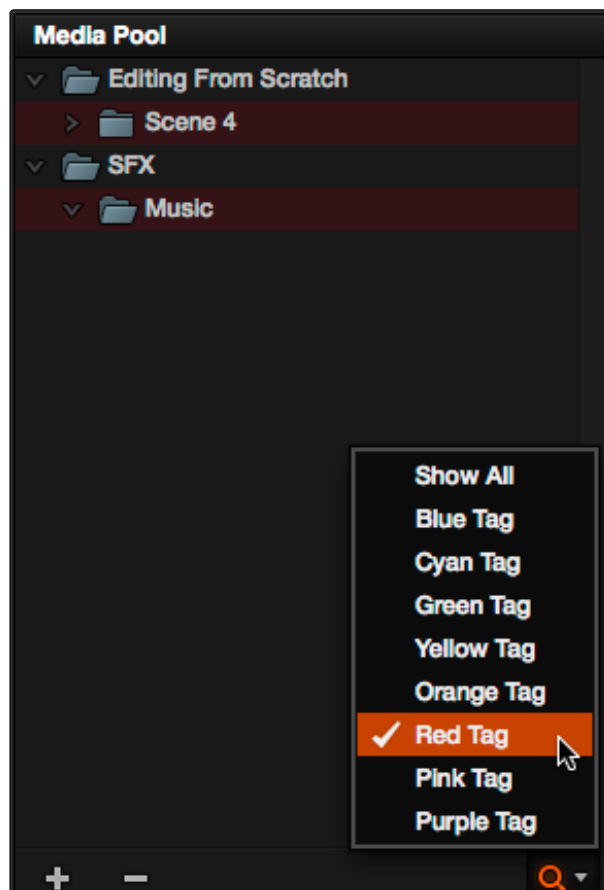 Media Pool
Editing From Scratch
Scene 4
SFX
Music
Show All
Blue Tag
Cyan Tag
Green Tag
Yellow Tag
Orange Tag
Red Tag
Pink Tag
Purple Tag